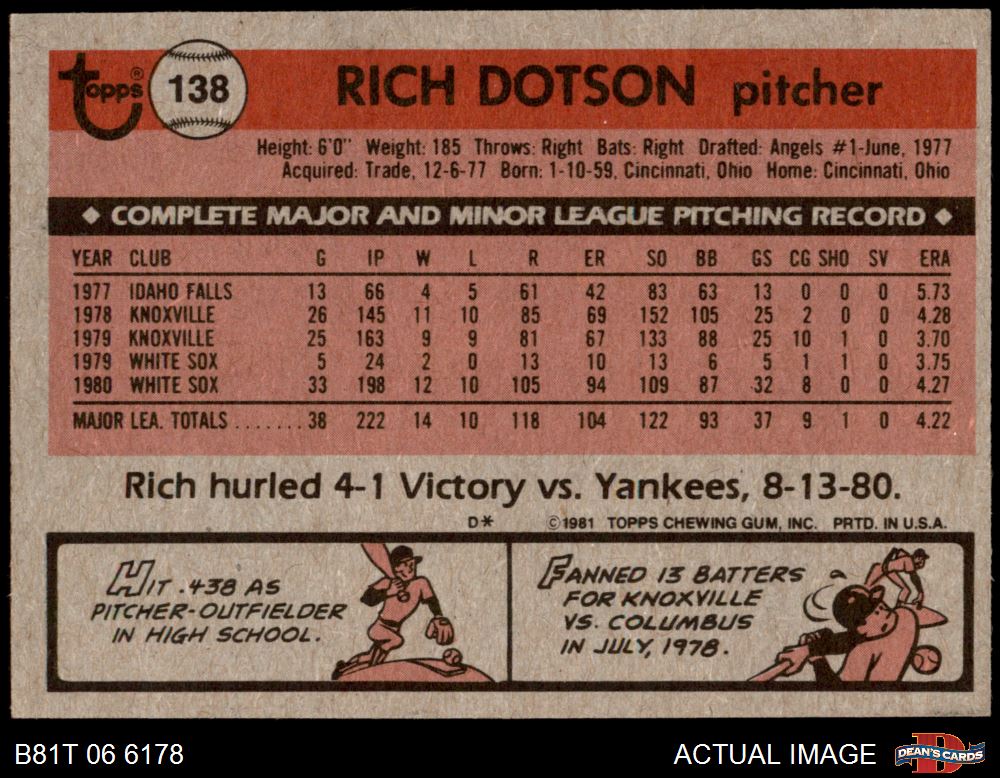 Topps® 138 RICH DOTSON pitcher
Height: 6'0" Weight: 185 Throws: Right Bats: Right Drafted: Angels #1-June, 1977
Acquired: Trade, 12-6-77 Born: 1-10-59, Cincinnati, Ohio Home: Cincinnati, Ohio
◆ COMPLETE MAJOR AND MINOR LEAGUE PITCHING RECORD ◆
YEAR CLUB G IP W L R ER SO BB GS CG SHO SV ERA
1977 IDAHO FALLS 13 66 4 5 61 42 83 63 13 0 0 0 5.73
1978 KNOXVILLE 26 145 11 10 85 69 152 105 25 2 0 0 4.28
1979 KNOXVILLE 25 163 9 9 81 67 133 88 25 10 1 0 3.70
1979 WHITE SOX 5 24 2 0 13 10 13 6 5 1 1 0 3.75
1980 WHITE SOX 33 198 12 10 105 94 109 87 32 8 0 0 4.27
MAJOR LEA. TOTALS ....... 38 222 14 10 118 104 122 93 37 9 1 0 4.22
Rich hurled 4-1 Victory vs. Yankees, 8-13-80.
D* ©1981 TOPPS CHEWING GUM, INC. PRTD. IN U.S.A.
HIT .438 AS
PITCHER-OUTFIELDER
IN HIGH SCHOOL.
FANNED 13 BATTERS
FOR KNOXVILLE
VS. COLUMBUS
IN JULY, 1978.
B81T 06 6178 ACTUAL IMAGE DEAN'S CARDS